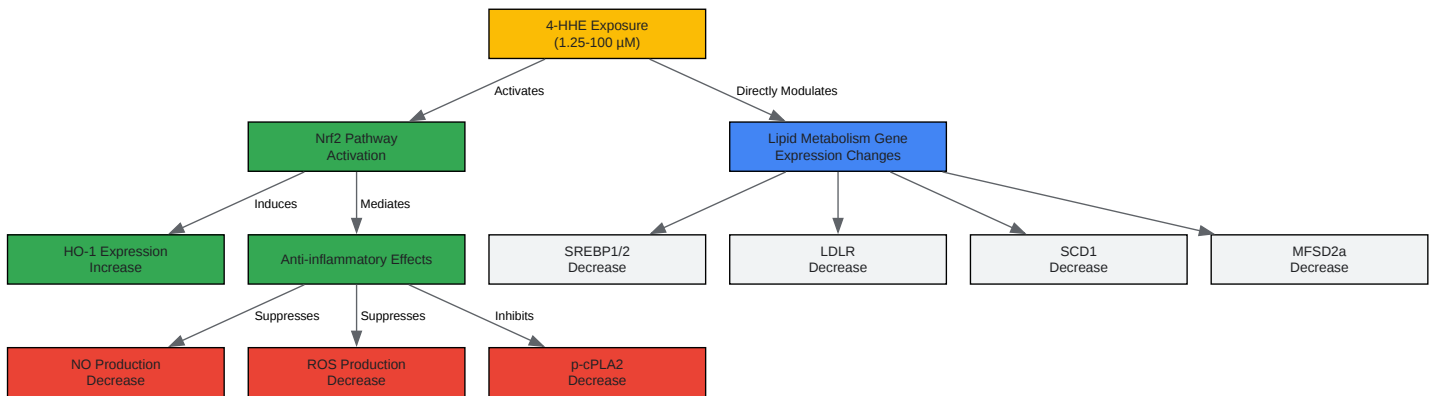 4-HHE Exposure
(1.25-100 µM)
Activates
Directly Modulates
Nrf2 Pathway
Activation
Lipid Metabolism Gene
Expression Changes
Induces
Mediates
HO-1 Expression
Increase
Anti-inflammatory Effects
SREBP1/2
Decrease
LDLR
Decrease
SCD1
Decrease
MFSD2a
Decrease
Suppresses
Suppresses
Inhibits
NO Production
Decrease
ROS Production
Decrease
p-cPLA2
Decrease